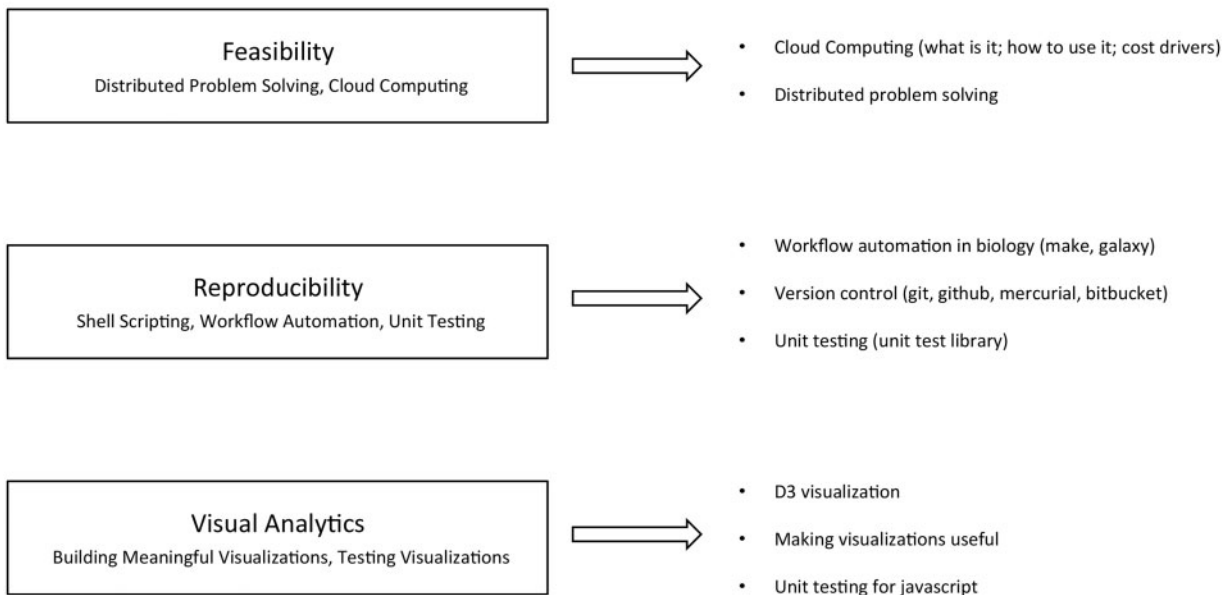 Feasibility
Distributed Problem Solving, Cloud Computing
• Cloud Computing (what is it; how to use it; cost drivers)
• Distributed problem solving
Reproducibility
Shell Scripting, Workflow Automation, Unit Testing
• Workflow automation in biology (make, galaxy)
• Version control (git, github, mercurial, bitbucket)
• Unit testing (unit test library)
Visual Analytics
Building Meaningful Visualizations, Testing Visualizations
• D3 visualization
• Making visualizations useful
• Unit testing for javascript